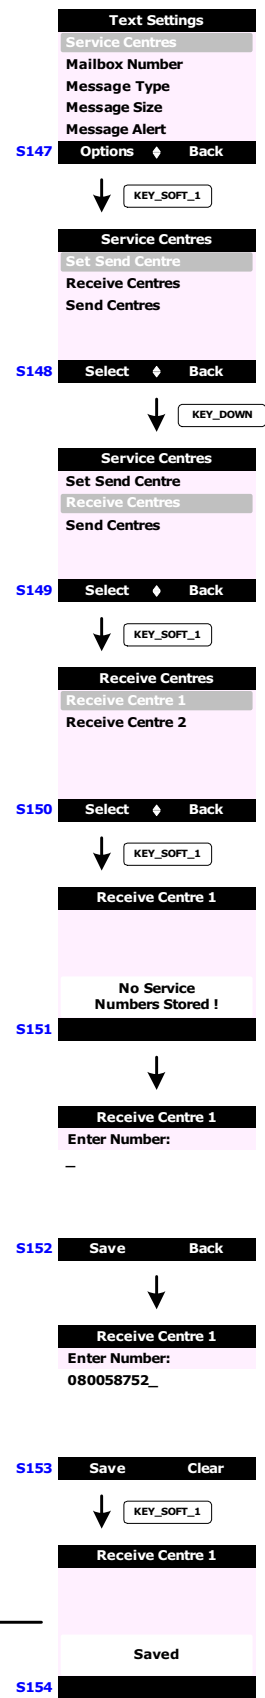 Text Settings
Service Centres
Mailbox Number
Message Type
Message Size
Message Alert
S147 Options Back
KEY_SOFT_1
Service Centres
Set Send Centre
Receive Centres
Send Centres
S148 Select Back
KEY_DOWN
Service Centres
Set Send Centre
Receive Centres
Send Centres
S149 Select Back
KEY_SOFT_1
Receive Centres
Receive Centre 1
Receive Centre 2
S150 Select Back
KEY_SOFT_1
Receive Centre 1
No Service
Numbers Stored !
S151
Receive Centre 1
Enter Number:
_
S152 Save Back
Receive Centre 1
Enter Number:
080058752_
S153 Save Clear
KEY_SOFT_1
Receive Centre 1
Saved
S154